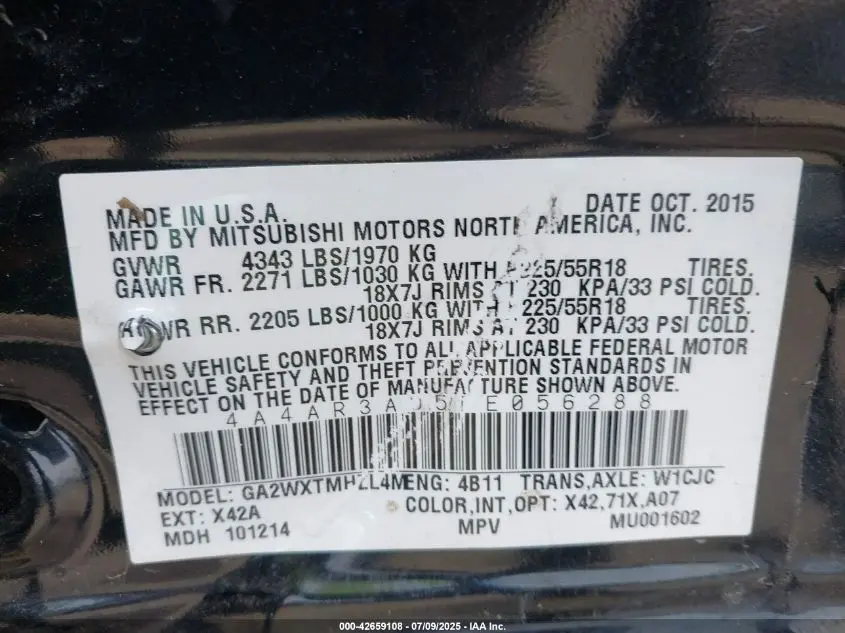 MADE IN U.S.A. DATE OCT. 2015
MFD BY MITSUBISHI MOTORS NORTH AMERICA, INC.
GVWR 4343 LBS/1970 KG
GAWR FR. 2271 LBS/1030 KG WITH P225/55R18 TIRES.
18X7J RIMS AT 230 KPA/33 PSI COLD.
RR. 2205 LBS/1000 KG WITH 225/55R18 TIRES.
18X7J RIMS AT 230 KPA/33 PSI COLD.
THIS VEHICLE CONFORMS TO ALL APPLICABLE FEDERAL MOTOR
VEHICLE SAFETY AND THEFT PREVENTION STANDARDS IN
EFFECT ON THE DATE OF MANUFACTURE SHOWN ABOVE.
MODEL: ENG: 4B11 TRANS,AXLE: W1CJC
EXT: X42A COLOR,INT,OPT: X42,71X,A07
MDH 101214 MPV MU001602
000-42659108 - 07/09/2025 - IAA Inc.